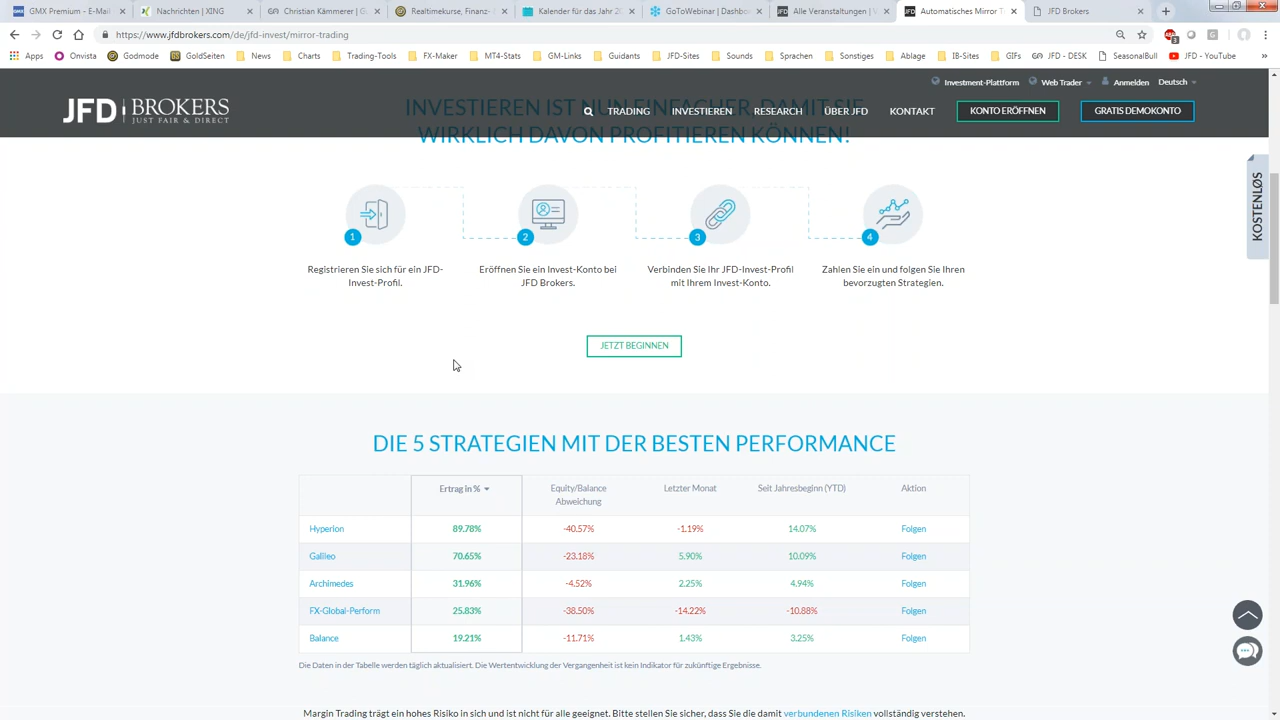 GMX Premium – E-Mail
Nachrichten | XING
Christian Kämmerer | G
Realtimekurse, Finanz-
Kalender für das Jahr 20
GoToWebinar | Dashbo
Alle Veranstaltungen | V
Automatisches Mirror T
JFD Brokers
https://www.jfdbrokers.com/de/jfd-invest/mirror-trading
Apps Onvista Godmode GoldSeiten News Charts Trading-Tools FX-Maker MT4-Stats GM-Links Guidants JFD-Sites Sounds Sprachen Sonstiges Ablage IB-Sites GIFs JFD - DESK SeasonalBull JFD - YouTube
Investment-Plattform Web Trader Anmelden Deutsch
JFD BROKERS
JUST FAIR & DIRECT
INVESTIEREN IST NUN EINFACHER, DAMIT SIE
TRADING INVESTIEREN RESEARCH ÜBER JFD KONTAKT KONTO ERÖFFNEN GRATIS DEMOKONTO
WIRKLICH DAVON PROFITIEREN KÖNNEN!
KOSTENLØS
1 2 3 4
Registrieren Sie sich für ein JFD-
Invest-Profil.
Eröffnen Sie ein Invest-Konto bei
JFD Brokers.
Verbinden Sie Ihr JFD-Invest-Profil
mit Ihrem Invest-Konto.
Zahlen Sie ein und folgen Sie Ihren
bevorzugten Strategien.
JETZT BEGINNEN
DIE 5 STRATEGIEN MIT DER BESTEN PERFORMANCE
Ertrag in % Equity/Balance Letzter Monat Seit Jahresbeginn (YTD) Aktion
Abweichung
Hyperion 89.78% -40.57% -1.19% 14.07% Folgen
Galileo 70.65% -23.18% 5.90% 10.09% Folgen
Archimedes 31.96% -4.52% 2.25% 4.94% Folgen
FX-Global-Perform 25.83% -38.50% -14.22% -10.88% Folgen
Balance 19.21% -11.71% 1.43% 3.25% Folgen
Die Daten in der Tabelle werden täglich aktualisiert. Die Wertentwicklung der Vergangenheit ist kein Indikator für zukünftige Ergebnisse.
Margin Trading trägt ein hohes Risiko in sich und ist nicht für alle geeignet. Bitte stellen Sie sicher, dass Sie die damit verbundenen Risiken vollständig verstehen.